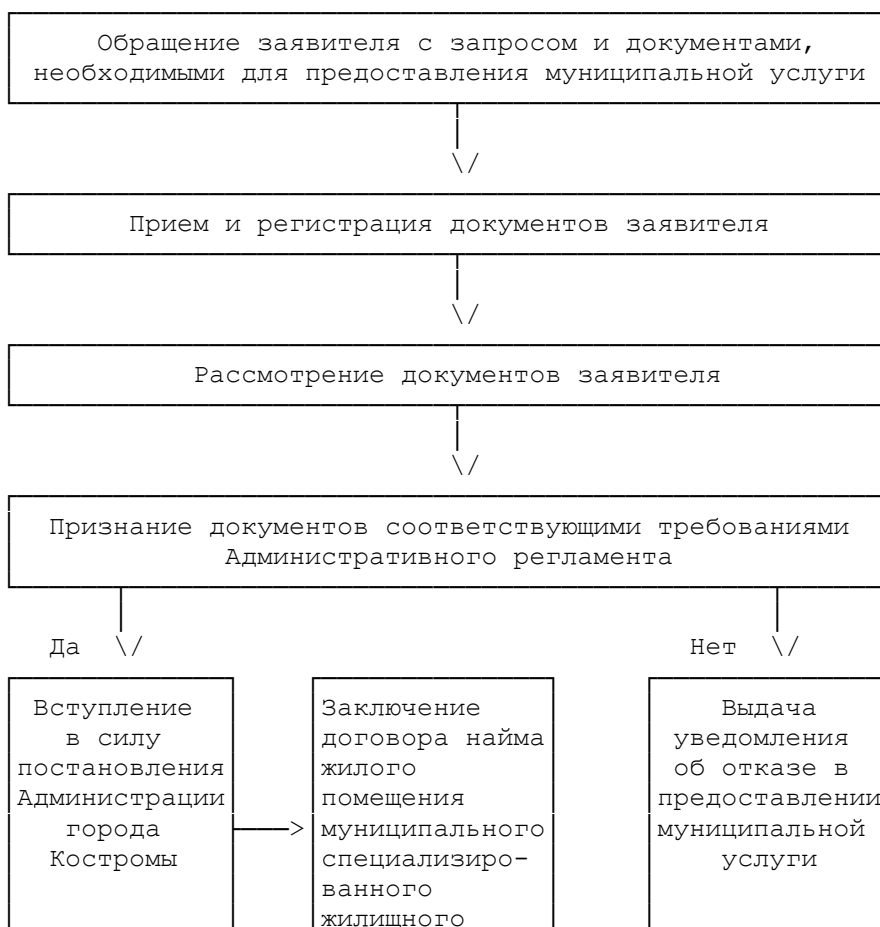 Обращение заявителя с запросом и документами,
необходимыми для предоставления муниципальной услуги
Прием и регистрация документов заявителя
Рассмотрение документов заявителя
Признание документов соответствующими требованиями
Административного регламента
Да
Нет
Вступление
в силу
постановления
Администрации
города
Костромы
Заключение
договора найма
жилого
помещения
муниципального
специализиро-
ванного
жилищного
Выдача
уведомления
об отказе в
предоставлении
муниципальной
услуги